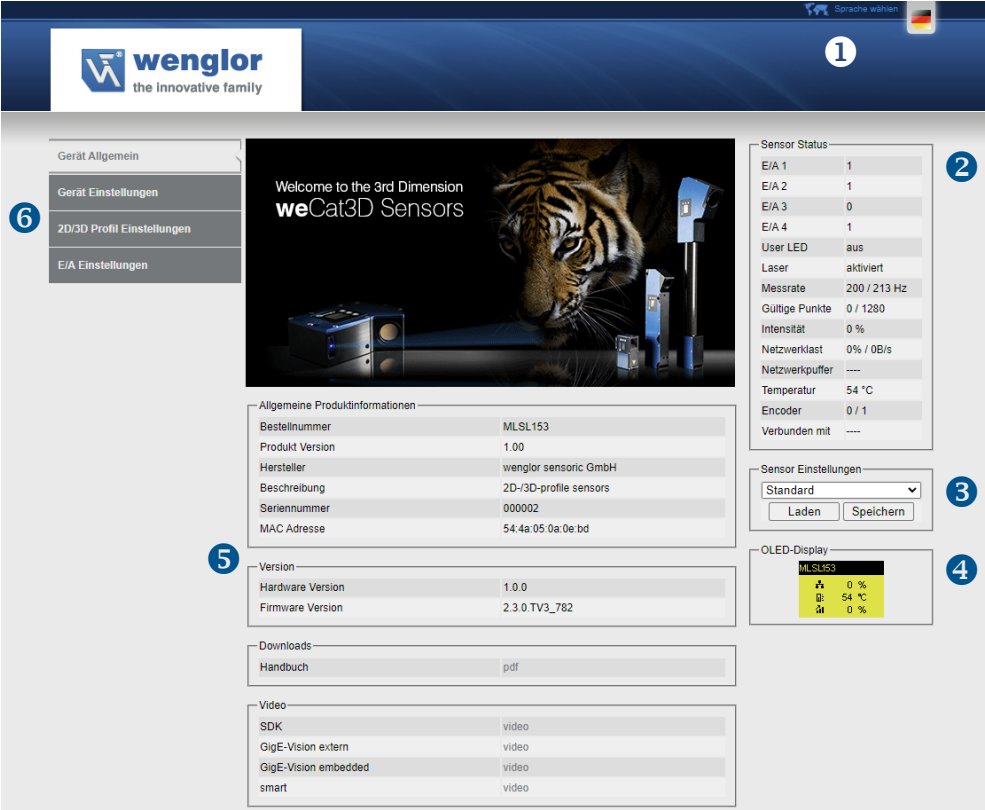 Sprache wählen
1
wenglor
the innovative family
Gerät Allgemein
Gerät Einstellungen
2D/3D Profil Einstellungen
E/A Einstellungen
6
Welcome to the 3rd Dimension
weCat3D Sensors
Sensor Status
E/A 1 1
E/A 2 1
E/A 3 0
E/A 4 1
User LED aus
Laser aktiviert
Messrate 200 / 213 Hz
Gültige Punkte 0 / 1280
Intensität 0 %
Netzwerklast 0% / 0B/s
Netzwerkpuffer ----
Temperatur 54 °C
Encoder 0 / 1
Verbunden mit ----
2
Sensor Einstellungen
Standard
Laden Speichern
3
OLED-Display
MLSL153
0 %
54 °C
0 %
4
Allgemeine Produktinformationen
Bestellnummer MLSL153
Produkt Version 1.00
Hersteller wenglor sensoric GmbH
Beschreibung 2D-/3D-profile sensors
Seriennummer 000002
MAC Adresse 54:4a:05:0a:0e:bd
5
Version
Hardware Version 1.0.0
Firmware Version 2.3.0.TV3_782
Downloads
Handbuch pdf
Video
SDK video
GigE-Vision extern video
GigE-Vision embedded video
smart video